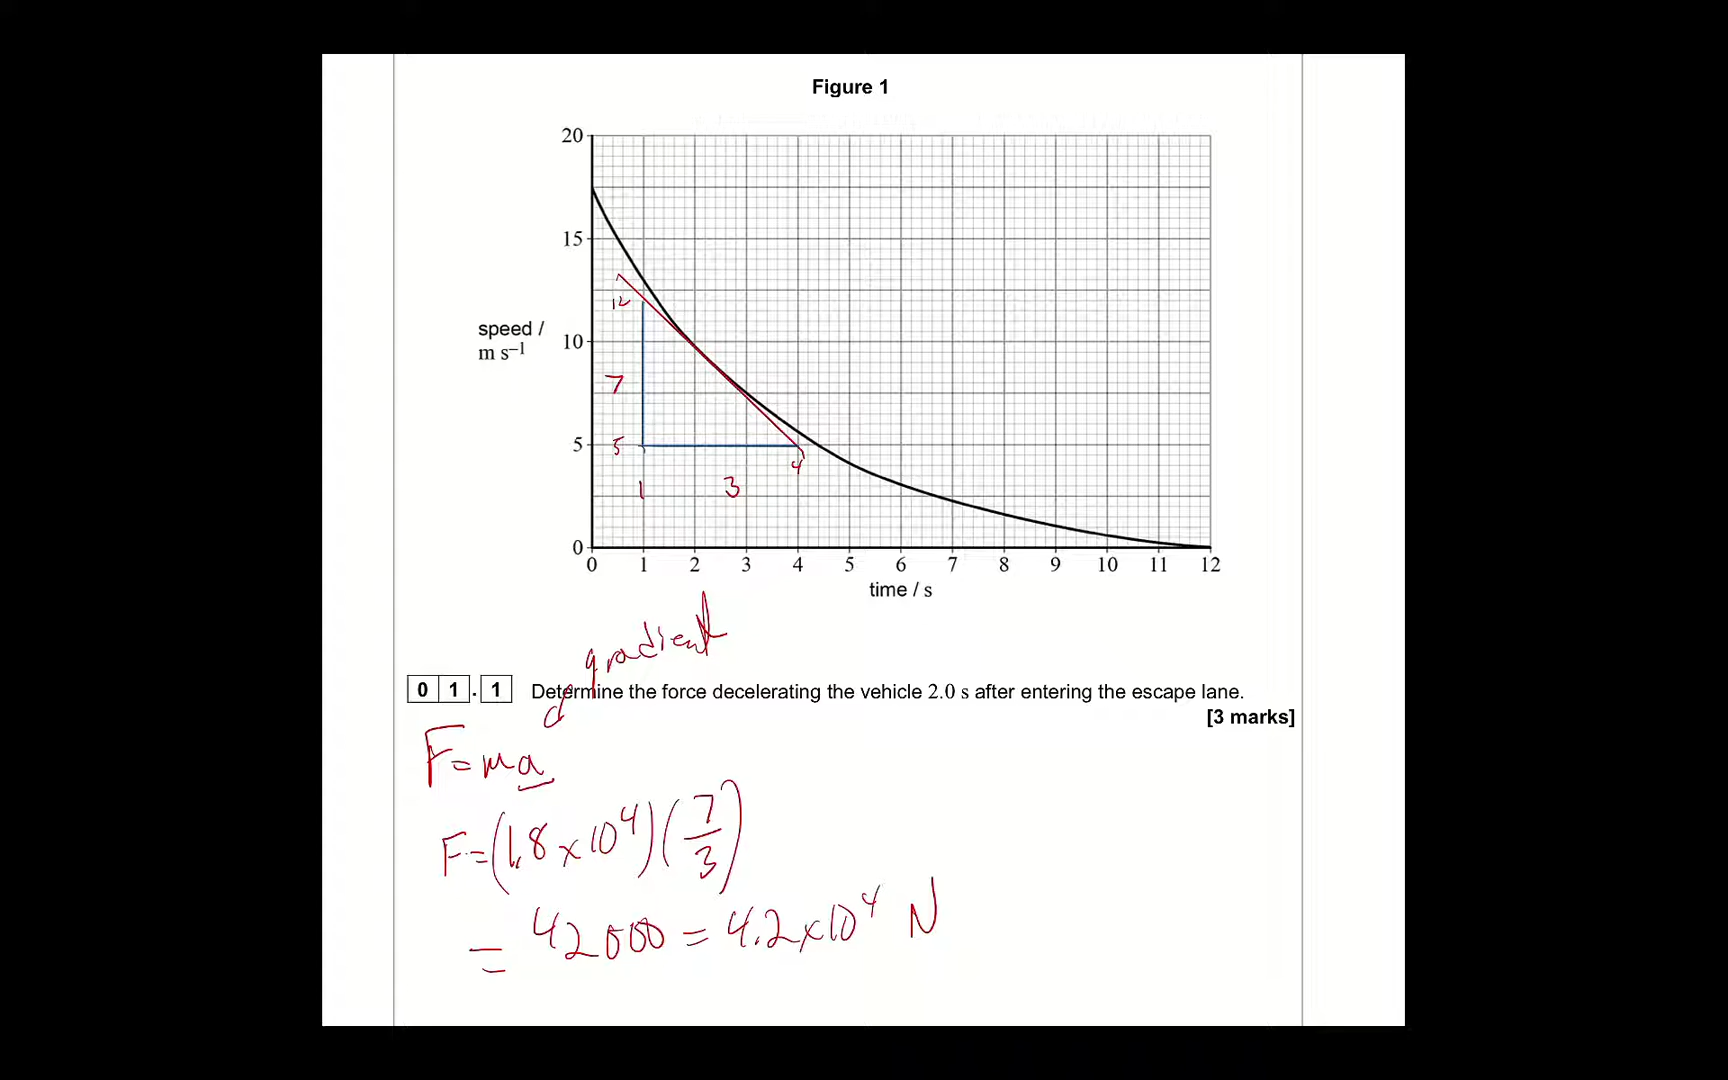 Figure 1
20
15
12
speed /
m s⁻¹
10
7
5
5
4
1
3
0
0 1 2 3 4 5 6 7 8 9 10 11 12
time / s
gradient
0 1 . 1 Determine the force decelerating the vehicle 2.0 s after entering the escape lane.
[3 marks]
F=ma
F=(1.8×10⁴)(7/3)
= 42000 = 4.2×10⁴ N